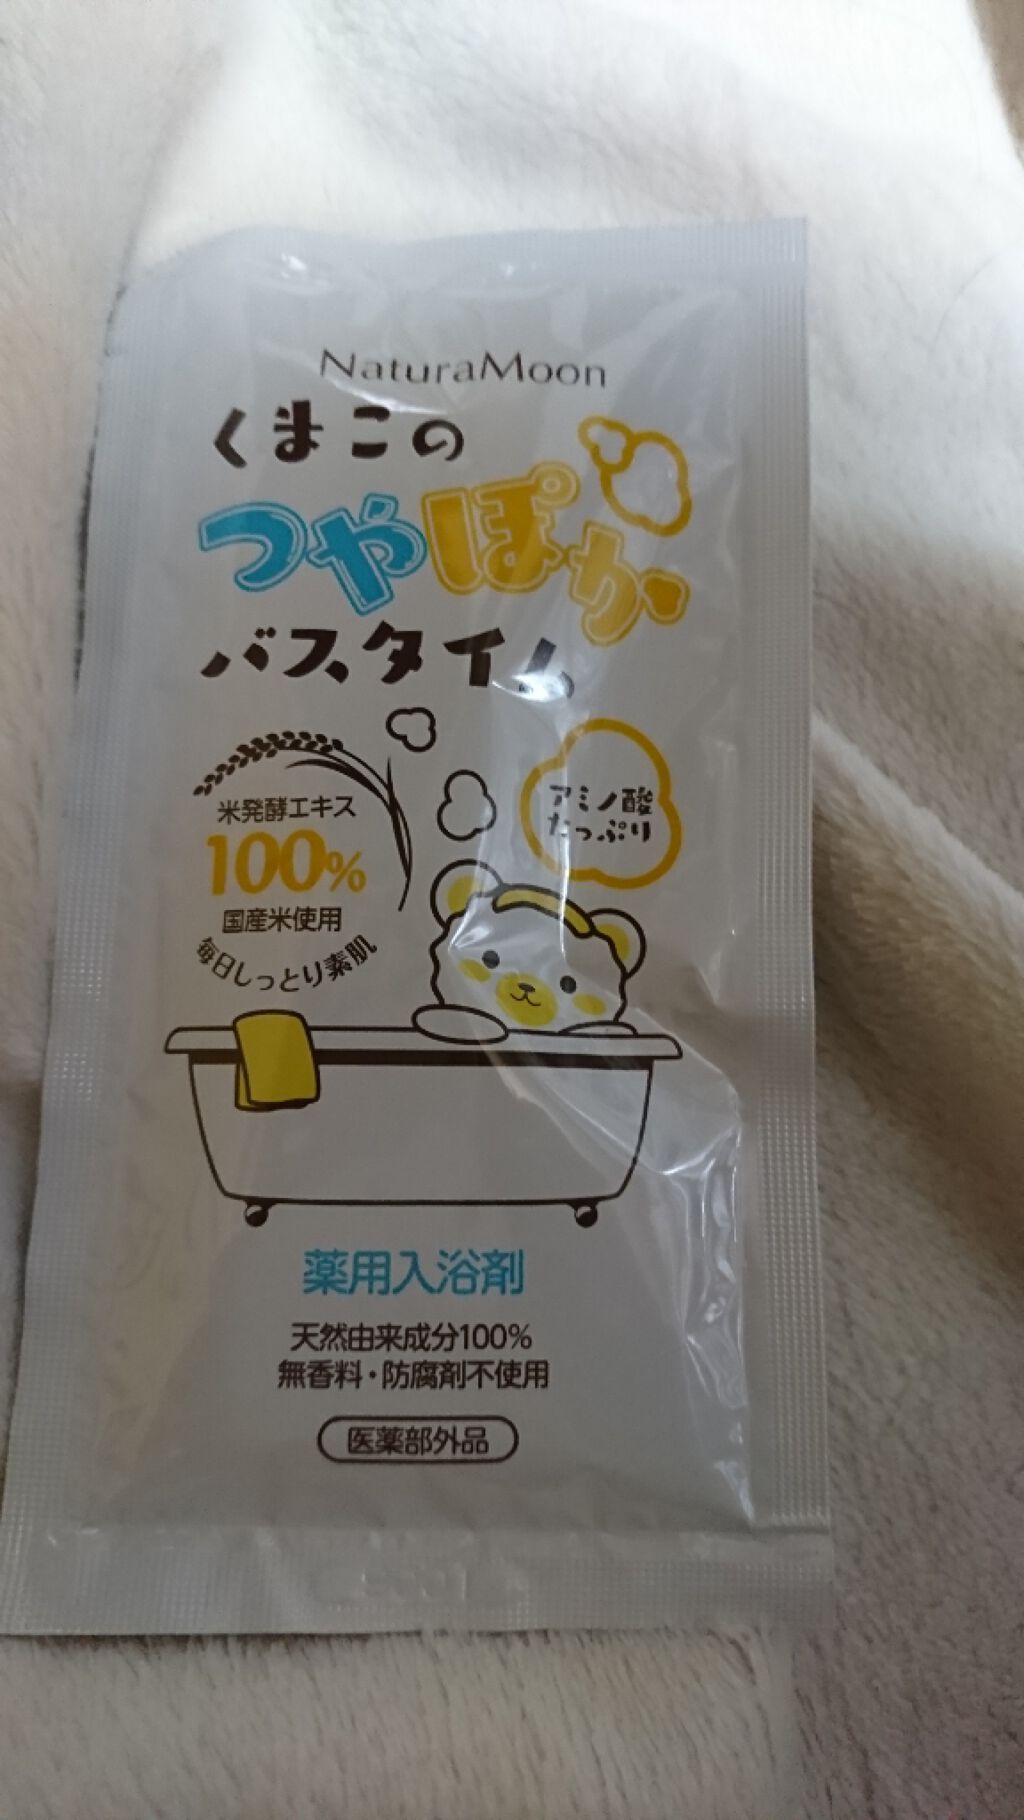 NaturaMoon
くまこの
つやぽか
バスタイム
米発酵エキス
100%
国産米使用
毎日しっとり素肌
アミノ酸
たっぷり
薬用入浴剤
天然由来成分100%
無香料・防腐剤不使用
医薬部外品